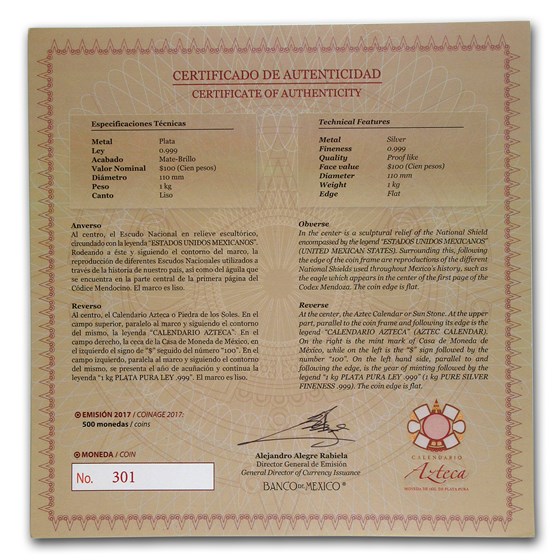 CERTIFICADO DE AUTENTICIDAD
CERTIFICATE OF AUTHENTICITY
Especificaciones Técnicas
Metal Plata
Ley 0.999
Acabado Mate-Brillo
Valor Nominal $100 (Cien pesos)
Diámetro 110 mm
Peso 1 kg
Canto Liso
Technical Features
Metal Silver
Fineness 0.999
Quality Proof like
Face value $100 (Cien pesos)
Diameter 110 mm
Weight 1 kg
Edge Flat
Anverso
Al centro, el Escudo Nacional en relieve escultórico,
circundado con la leyenda "ESTADOS UNIDOS MEXICANOS".
Rodeando a éste y siguiendo el contorno del marco, la
reproducción de diferentes Escudos Nacionales utilizados a
través de la historia de nuestro país, así como del águila que
se encuentra en la parte central de la primera página del
Códice Mendocino. El marco es liso.
Reverso
Al centro, el Calendario Azteca o Piedra de los Soles. En el
campo superior, paralelo al marco y siguiendo el contorno
del mismo, la leyenda "CALENDARIO AZTECA". En el
campo derecho, la ceca de la Casa de Moneda de México, en
el izquierdo el signo de "$" seguido del número "100". En el
campo izquierdo, paralela al marco y siguiendo el contorno
del mismo, se presenta el año de acuñación y continua la
leyenda "1 kg PLATA PURA LEY .999". El marco es liso.
Obverse
In the center is a sculptural relief of the National Shield
encompassed by the legend "ESTADOS UNIDOS MEXICANOS"
(UNITED MEXICAN STATES). Surrounding this, following
the edge of the coin frame are reproductions of the different
National Shields used throughout Mexico's history, such as
the eagle which appears in the center of the first page of the
Codex Mendoza. The coin edge is flat.
Reverse
At the center, the Aztec Calendar or Sun Stone. At the upper
part, parallel to the coin frame and following its edge is the
legend "CALENDARIO AZTECA" (AZTEC CALENDAR).
On the right is the mint mark of Casa de Moneda de
México, while on the left is the "$" sign followed by the
number "100". On the left hand side, parallel to and
following the edge, is the year of minting followed by the
legend "1 kg PLATA PURA LEY .999" (1 kg PURE SILVER
FINENESS .999). The coin edge is flat.
EMISIÓN 2017 / COINAGE 2017:
500 monedas / coins
MONEDA / COIN
No. 301
Alejandro Alegre Rabiela
Director General de Emisión
General Director of Currency Issuance
BANCO DE MEXICO
CALENDARIO
Azteca
MONEDA DE 1KG. DE PLATA PURA